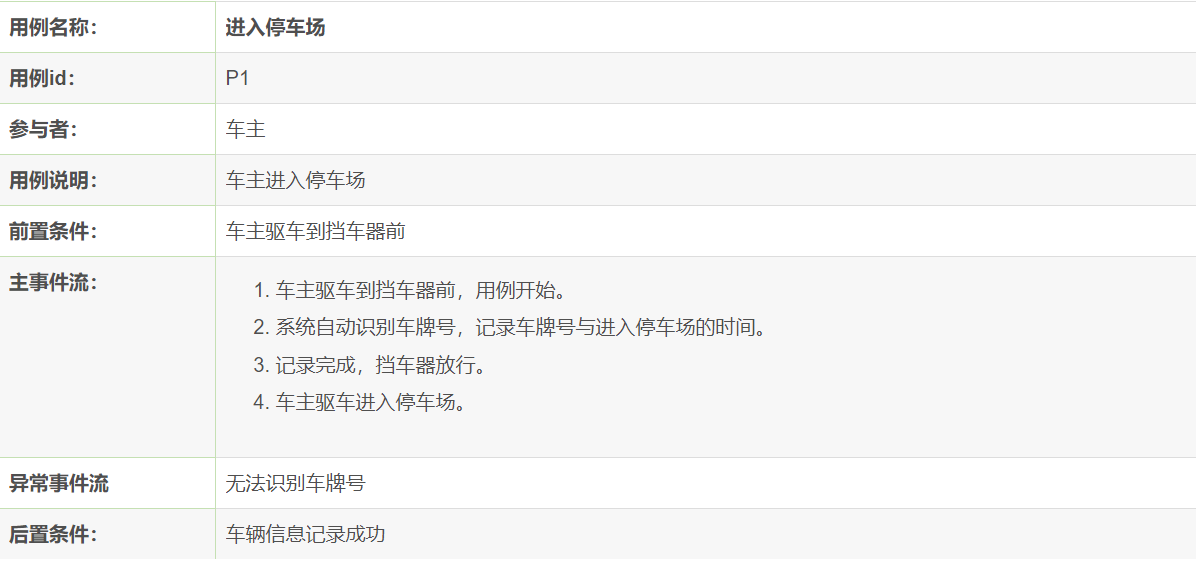 用例名称： 进入停车场
用例id： P1
参与者： 车主
用例说明： 车主进入停车场
前置条件： 车主驱车到挡车器前
主事件流： 1. 车主驱车到挡车器前，用例开始。
2. 系统自动识别车牌号，记录车牌号与进入停车场的时间。
3. 记录完成，挡车器放行。
4. 车主驱车进入停车场。
异常事件流 无法识别车牌号
后置条件： 车辆信息记录成功